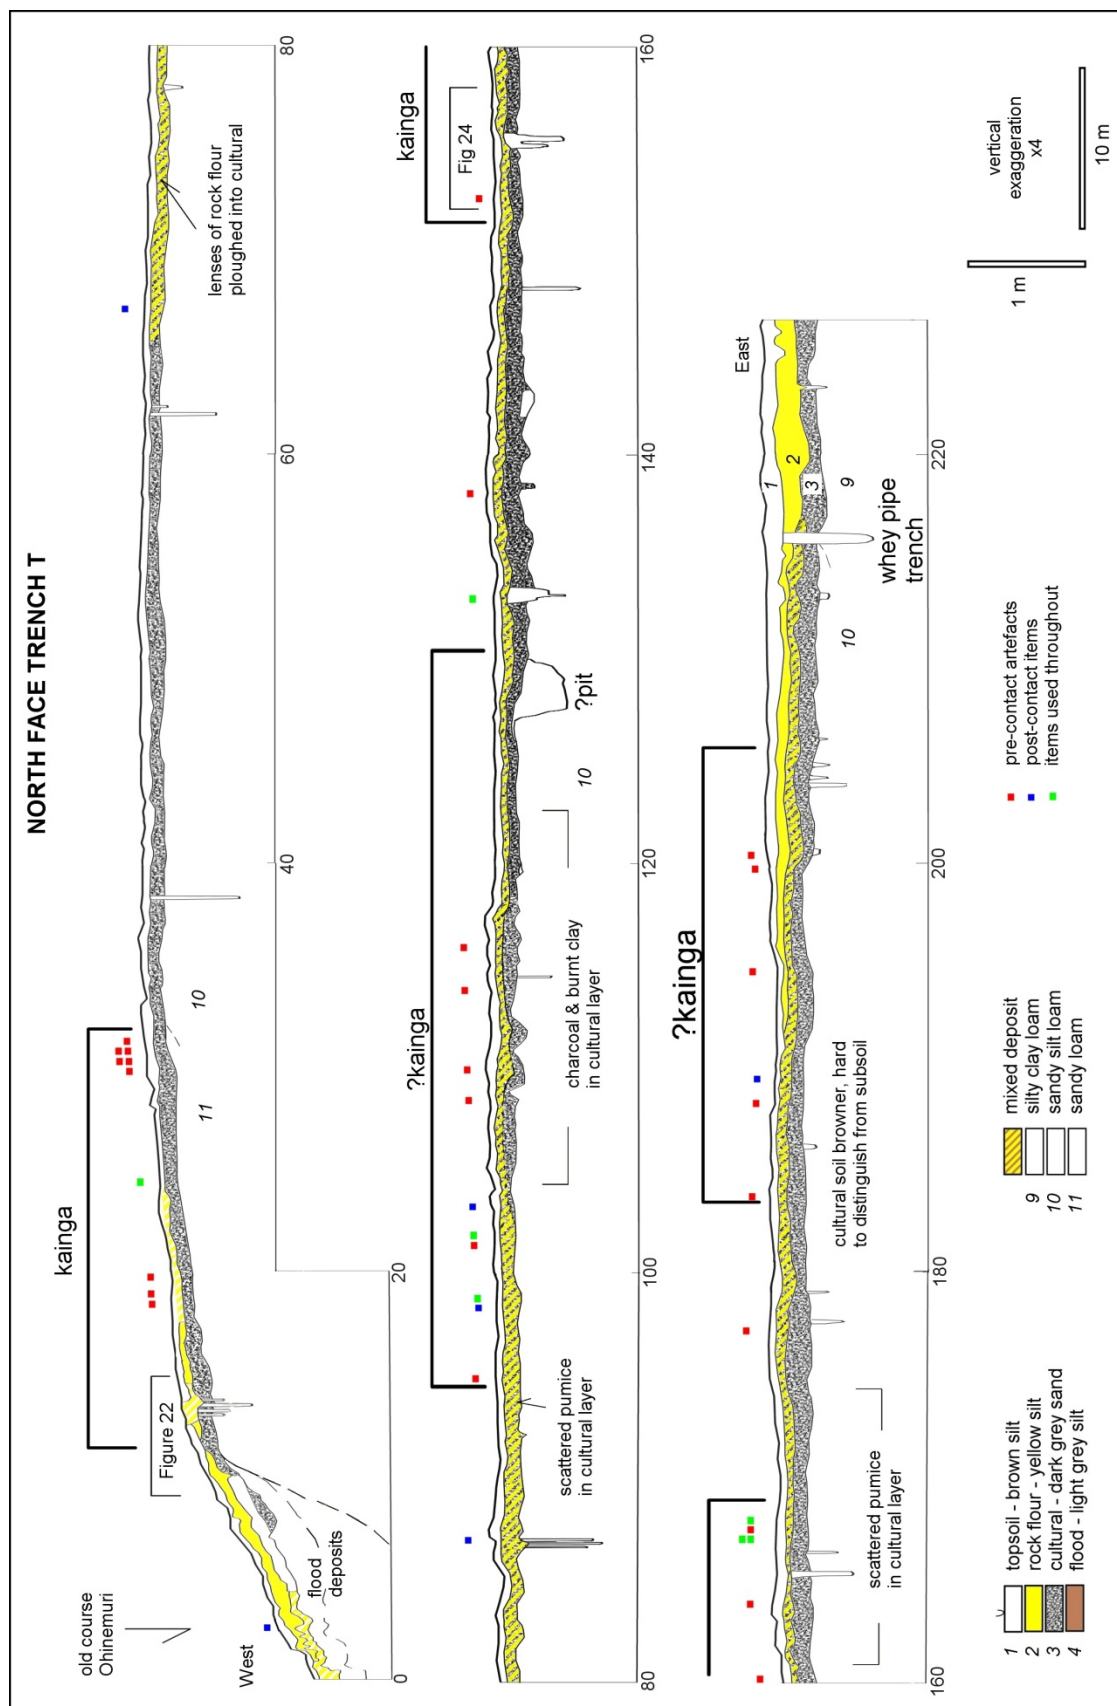 NORTH FACE TRENCH T
old course
Ohinemuri
West
flood
deposits
Figure 22
kainga
11
10
lenses of rock flour
ploughed into cultural
0
20
40
60
80
scattered pumice
in cultural layer
?kainga
charcoal & burnt clay
in cultural layer
10
?pit
kainga
Fig 24
80
100
120
140
160
scattered pumice
in cultural layer
cultural soil browner, hard
to distinguish from subsoil
?kainga
10
whey pipe
trench
9
1
2
3
East
160
180
200
220
1 topsoil - brown silt
2 rock flour - yellow silt
3 cultural - dark grey sand
4 flood - light grey silt
mixed deposit
9 silty clay loam
10 sandy silt loam
11 sandy loam
pre-contact artefacts
post-contact items
items used throughout
1 m
vertical
exaggeration
x4
10 m